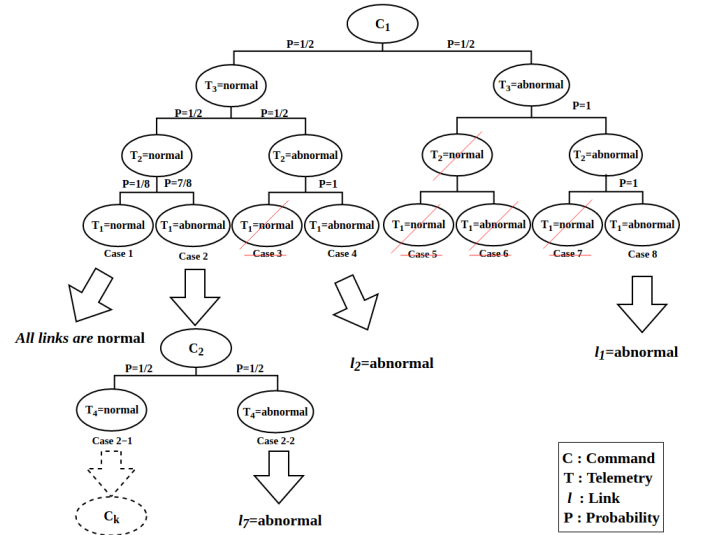 C1
P=1/2 P=1/2
T3=normal T3=abnormal
P=1/2 P=1/2 P=1
T2=normal T2=abnormal T2=normal T2=abnormal
P=1/8 P=7/8 P=1 P=1
T1=normal T1=abnormal T1=normal T1=abnormal T1=normal T1=abnormal T1=normal T1=abnormal
Case 1 Case 2 Case 3 Case 4 Case 5 Case 6 Case 7 Case 8
All links are normal
C2
l2=abnormal
l1=abnormal
P=1/2 P=1/2
T4=normal T4=abnormal
Case 2−1 Case 2-2
Ck
l7=abnormal
C : Command
T : Telemetry
l : Link
P : Probability